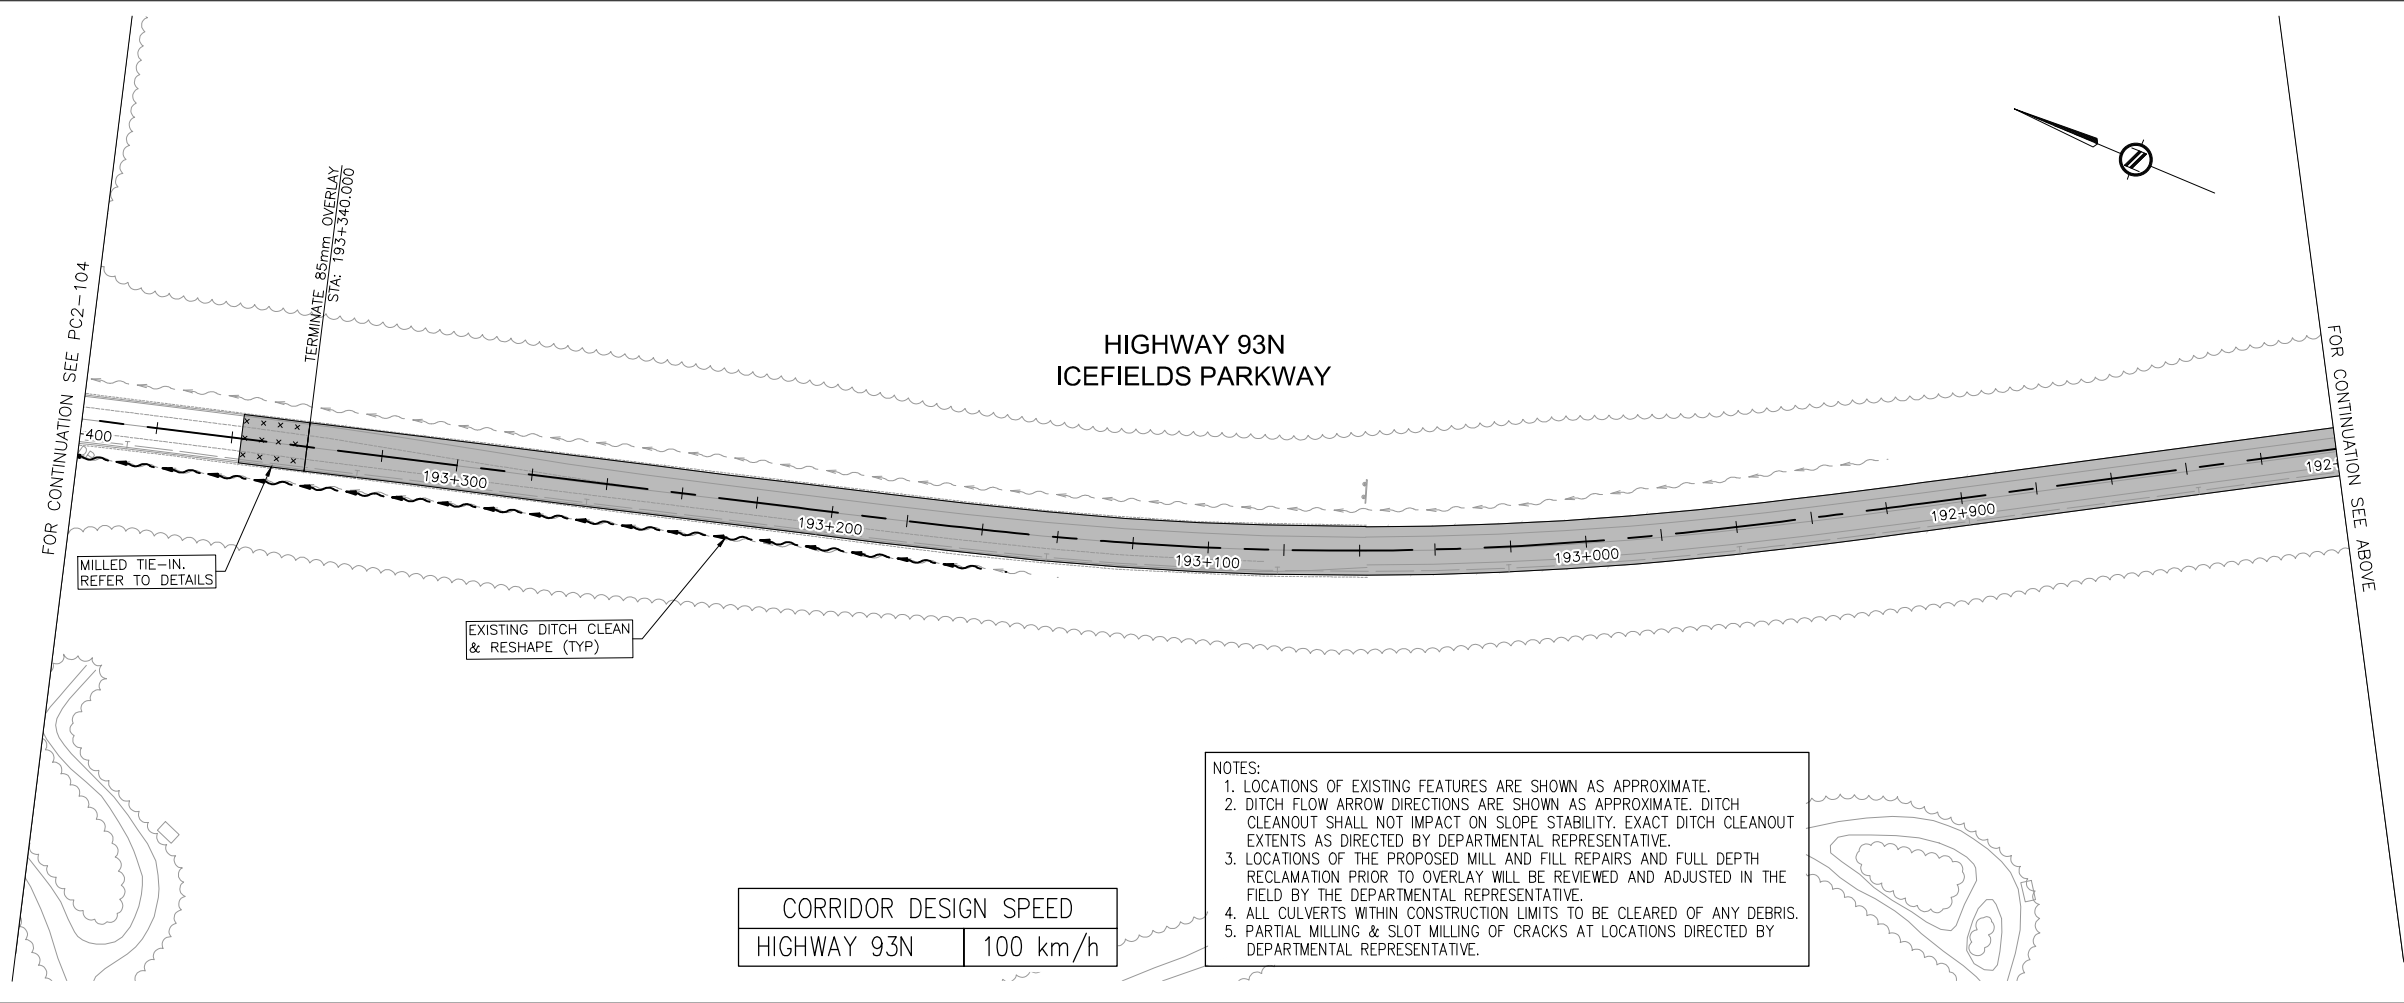 FOR CONTINUATION SEE PC2-104
TERMINATE 85mm OVERLAY
STA: 193+340.000
HIGHWAY 93N
ICEFIELDS PARKWAY
FOR CONTINUATION SEE ABOVE
400
193+300
193+200
193+100
193+000
192+900
192+
MILLED TIE-IN.
REFER TO DETAILS
EXISTING DITCH CLEAN
& RESHAPE (TYP)
NOTES:
1. LOCATIONS OF EXISTING FEATURES ARE SHOWN AS APPROXIMATE.
2. DITCH FLOW ARROW DIRECTIONS ARE SHOWN AS APPROXIMATE. DITCH
CLEANOUT SHALL NOT IMPACT ON SLOPE STABILITY. EXACT DITCH CLEANOUT
EXTENTS AS DIRECTED BY DEPARTMENTAL REPRESENTATIVE.
3. LOCATIONS OF THE PROPOSED MILL AND FILL REPAIRS AND FULL DEPTH
RECLAMATION PRIOR TO OVERLAY WILL BE REVIEWED AND ADJUSTED IN THE
FIELD BY THE DEPARTMENTAL REPRESENTATIVE.
4. ALL CULVERTS WITHIN CONSTRUCTION LIMITS TO BE CLEARED OF ANY DEBRIS.
5. PARTIAL MILLING & SLOT MILLING OF CRACKS AT LOCATIONS DIRECTED BY
DEPARTMENTAL REPRESENTATIVE.
CORRIDOR DESIGN SPEED
HIGHWAY 93N 100 km/h